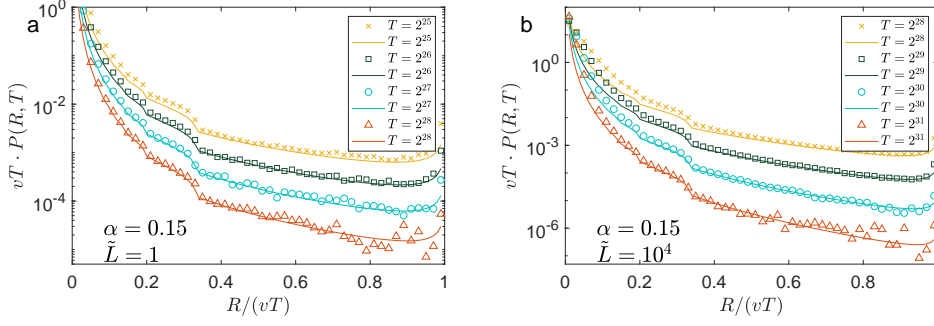 a
vT · P(R, T)
10^0
10^-2
10^-4
0 0.2 0.4 0.6 0.8 1
R/(vT)
α = 0.15
L̃ = 1
T = 2^25
T = 2^25
T = 2^26
T = 2^26
T = 2^27
T = 2^27
T = 2^28
T = 2^28
b
vT · P(R, T)
10^0
10^-3
10^-6
0 0.2 0.4 0.6 0.8
R/(vT)
α = 0.15
L̃ = 10^4
T = 2^28
T = 2^28
T = 2^29
T = 2^29
T = 2^30
T = 2^30
T = 2^31
T = 2^31